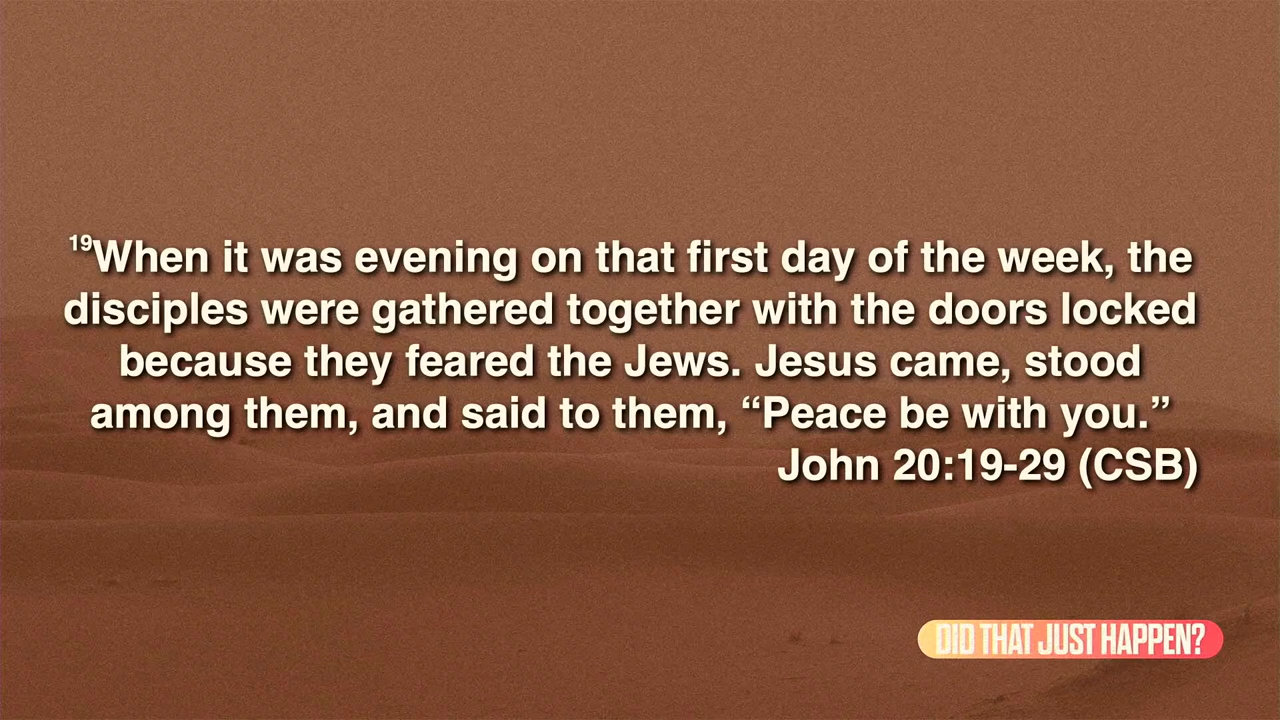 19When it was evening on that first day of the week, the
disciples were gathered together with the doors locked
because they feared the Jews. Jesus came, stood
among them, and said to them, “Peace be with you.”
John 20:19-29 (CSB)
DID THAT JUST HAPPEN?